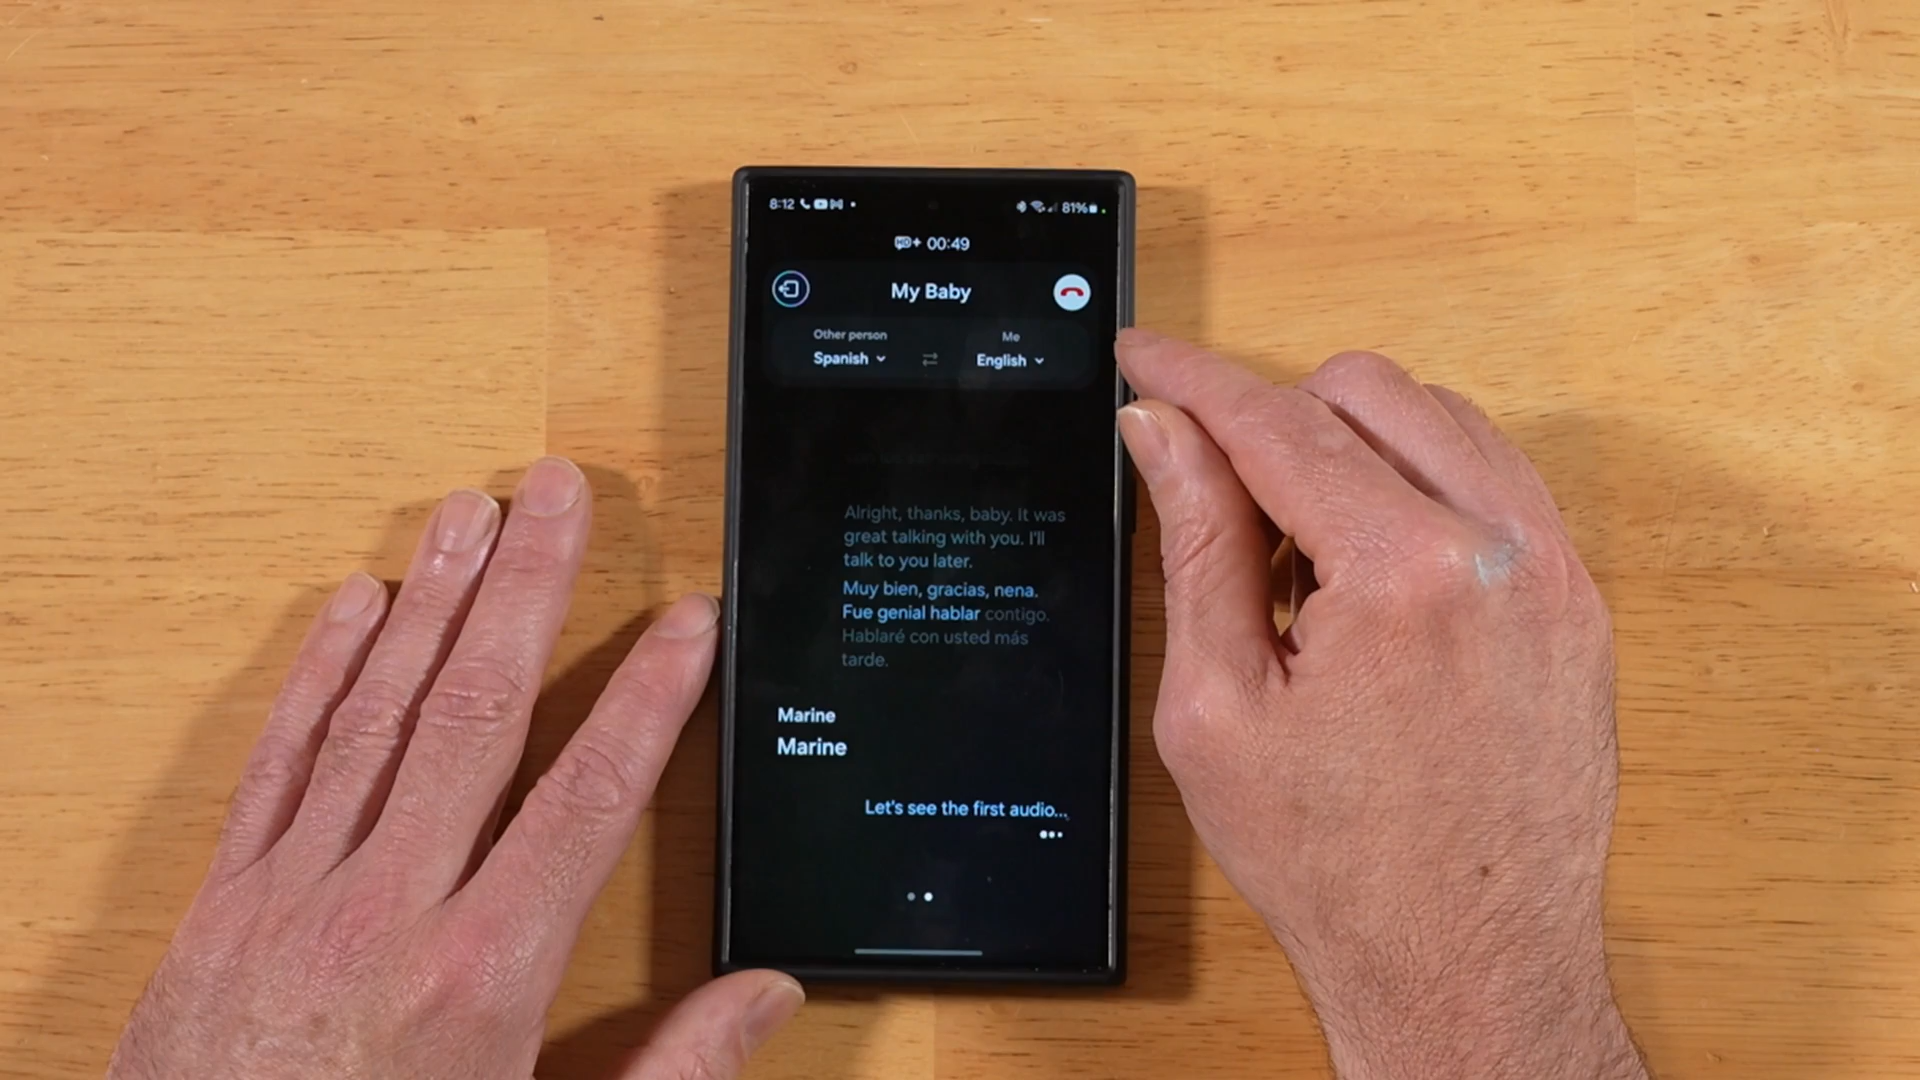 8:12
81%
HD+ 00:49
My Baby
Other person
Me
Spanish
English
Alright, thanks, baby. It was
great talking with you. I'll
talk to you later.
Muy bien, gracias, nena.
Fue genial hablar contigo.
Hablaré con usted más
tarde.
Marine
Marine
Let's see the first audio...